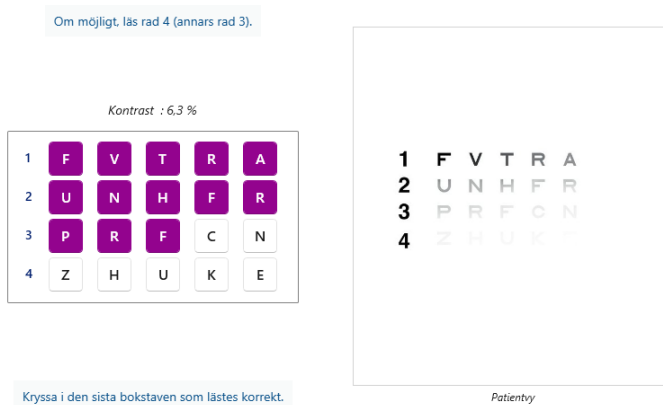 Om möjligt, läs rad 4 (annars rad 3).
Kontrast : 6,3 %
1 F V T R A
2 U N H F R
3 P R F C N
4 Z H U K E
Kryssa i den sista bokstaven som lästes korrekt.
1 F V T R A
2 U N H F R
3 P R F O N
4 Z H U K E
Patientvy